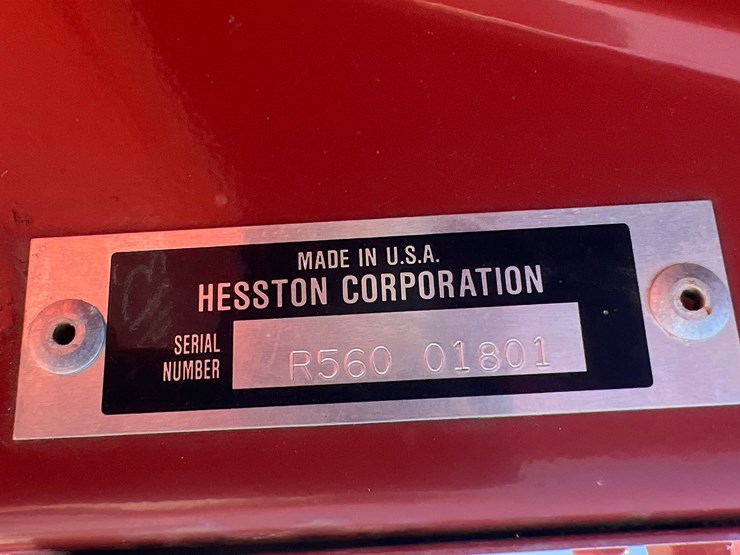 MADE IN U.S.A.
HESSTON CORPORATION
SERIAL
NUMBER
R560 01801